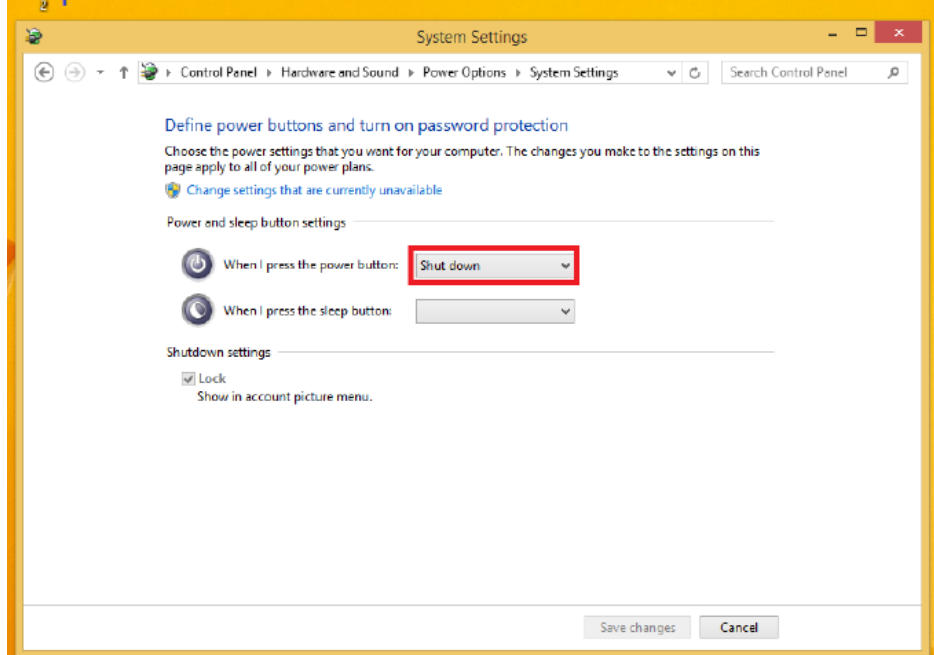 System Settings
Control Panel Hardware and Sound Power Options System Settings Search Control Panel
Define power buttons and turn on password protection
Choose the power settings that you want for your computer. The changes you make to the settings on this
page apply to all of your power plans.
Change settings that are currently unavailable
Power and sleep button settings
When I press the power button: Shut down
When I press the sleep button:
Shutdown settings
Lock
Show in account picture menu.
Save changes Cancel